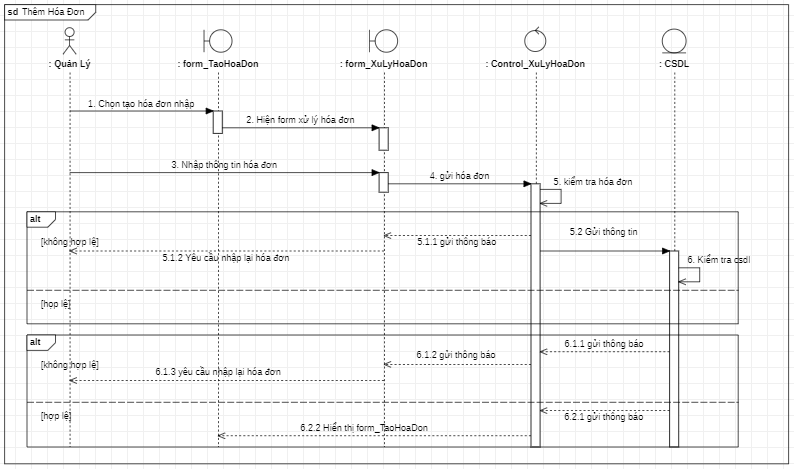 sd Thêm Hóa Đơn
: Quản Lý
: form_TaoHoaDon
: form_XuLyHoaDon
: Control_XuLyHoaDon
: CSDL
1. Chọn tạo hóa đơn nhập
2. Hiện form xử lý hóa đơn
3. Nhập thông tin hóa đơn
4. gửi hóa đơn
5. kiểm tra hóa đơn
alt
[không hợp lệ]
5.1.1 gửi thông báo
5.2 Gửi thông tin
5.1.2 Yêu cầu nhập lại hóa đơn
6. Kiểm tra csdl
[họp lệ]
alt
6.1.1 gửi thông báo
6.1.2 gửi thông báo
[không hợp lệ]
6.1.3 yêu cầu nhập lại hóa đơn
[hợp lệ]
6.2.1 gửi thông báo
6.2.2 Hiển thị form_TaoHoaDon